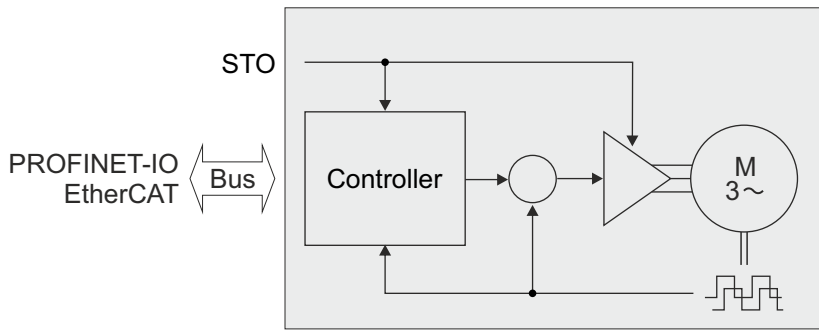 STO
PROFINET-IO
EtherCAT
Bus
Controller
M
3~